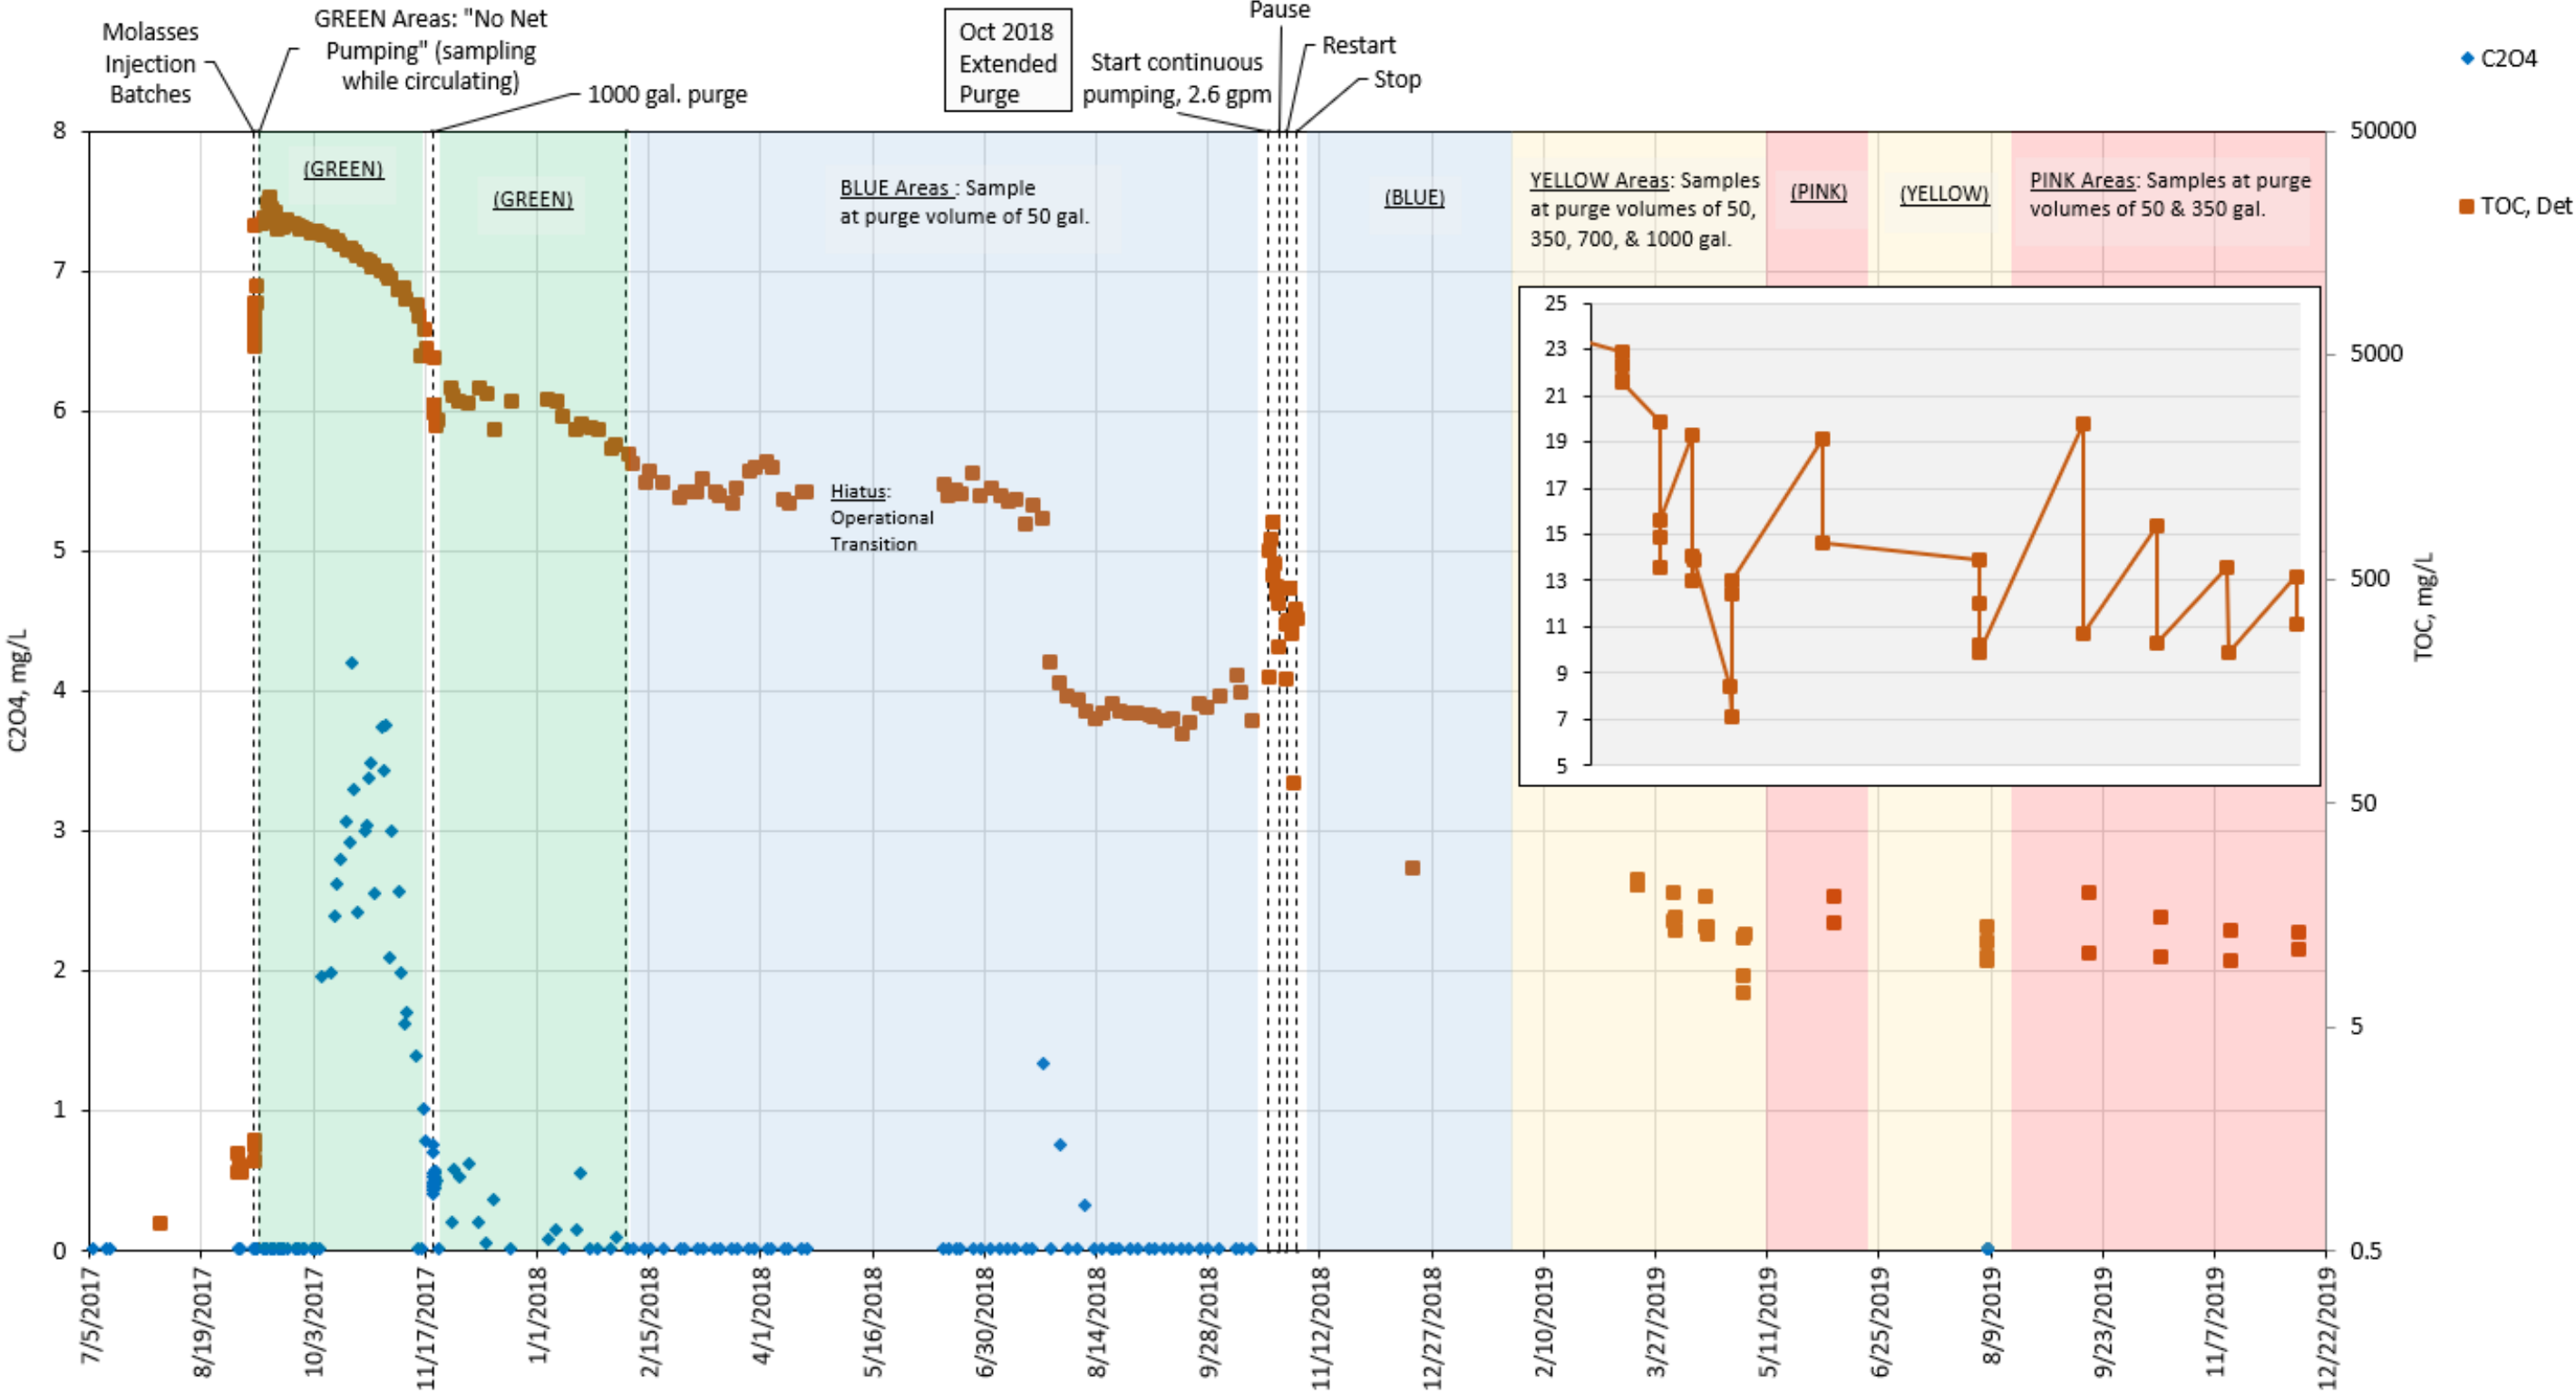 Molasses
Injection
Batches
GREEN Areas: "No Net
Pumping" (sampling
while circulating)
1000 gal. purge
Oct 2018
Extended
Purge
Start continuous
pumping, 2.6 gpm
Pause
Restart
Stop
C2O4
TOC, Det
(GREEN)
(GREEN)
BLUE Areas : Sample
at purge volume of 50 gal.
(BLUE)
YELLOW Areas: Samples
at purge volumes of 50,
350, 700, & 1000 gal.
(PINK)
(YELLOW)
PINK Areas: Samples at purge
volumes of 50 & 350 gal.
Hiatus:
Operational
Transition
C2O4, mg/L
8
7
6
5
4
3
2
1
0
TOC, mg/L
50000
5000
500
50
5
0.5
25
23
21
19
17
15
13
11
9
7
5
7/5/2017
8/19/2017
10/3/2017
11/17/2017
1/1/2018
2/15/2018
4/1/2018
5/16/2018
6/30/2018
8/14/2018
9/28/2018
11/12/2018
12/27/2018
2/10/2019
3/27/2019
5/11/2019
6/25/2019
8/9/2019
9/23/2019
11/7/2019
12/22/2019